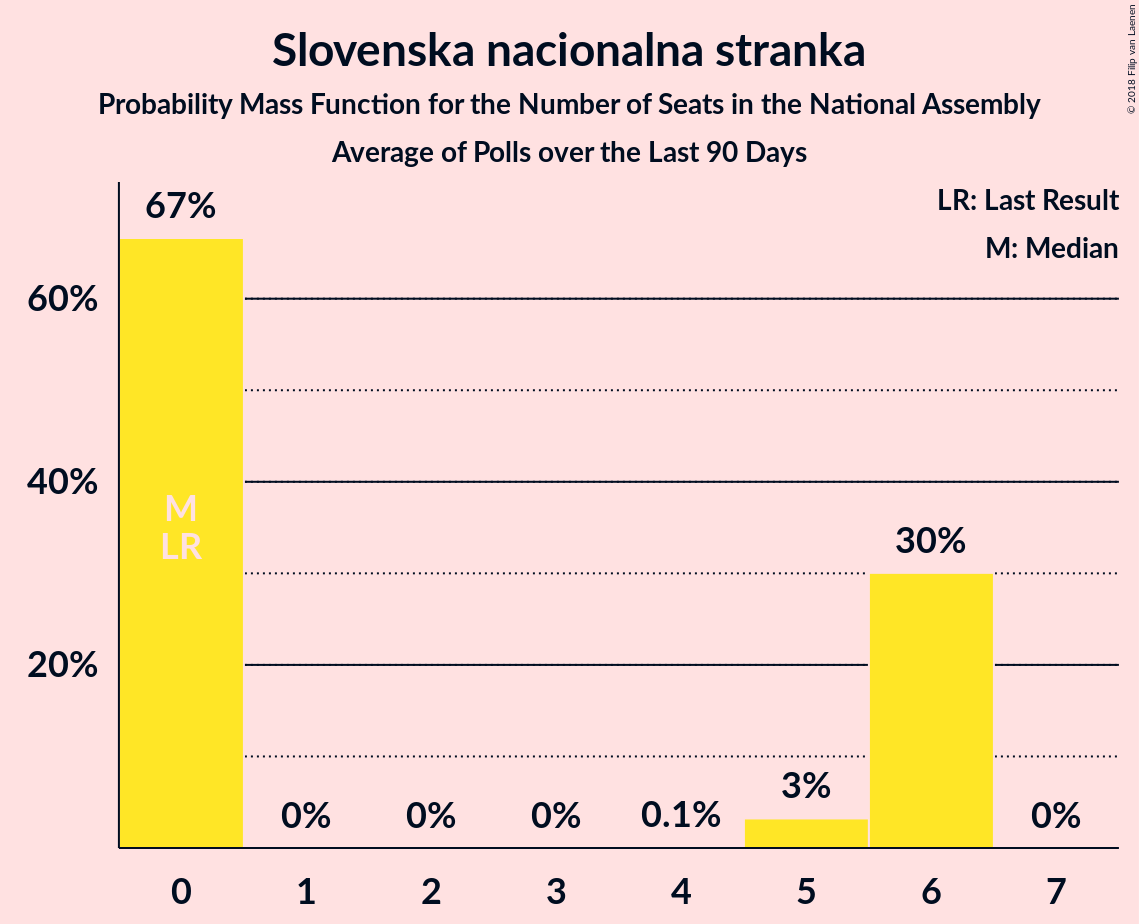 Slovenska nacionalna stranka
Probability Mass Function for the Number of Seats in the National Assembly
Average of Polls over the Last 90 Days
© 2018 Filip van Laenen
LR: Last Result
M: Median
67%
60%
40%
20%
M
LR
0%
0%
0%
0.1%
3%
30%
0%
0 1 2 3 4 5 6 7